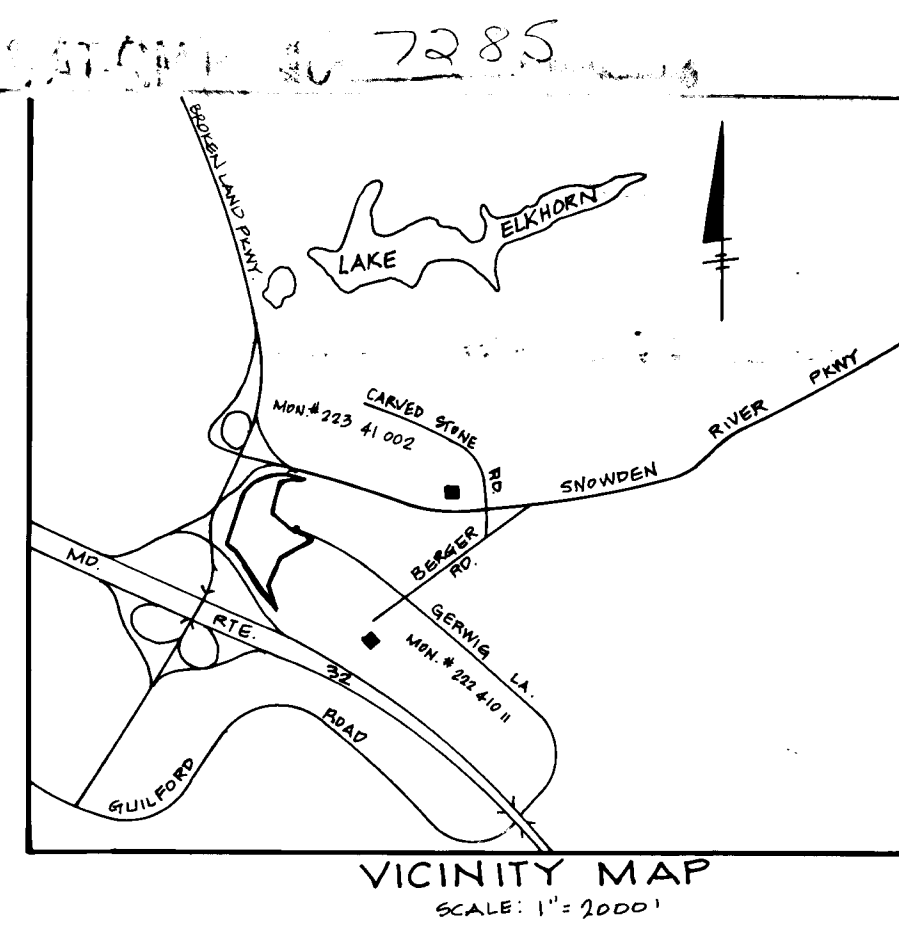 7285
BROKEN LAND PKWY.
LAKE ELKHORN
CARVED STONE RD.
MON.# 223 41 002
SNOWDEN RIVER PKWY
BERGER RD.
MD. RTE. 32
GERWIG LA.
MON. # 222 410 11
GUILFORD ROAD
VICINITY MAP
SCALE: 1" = 2000'